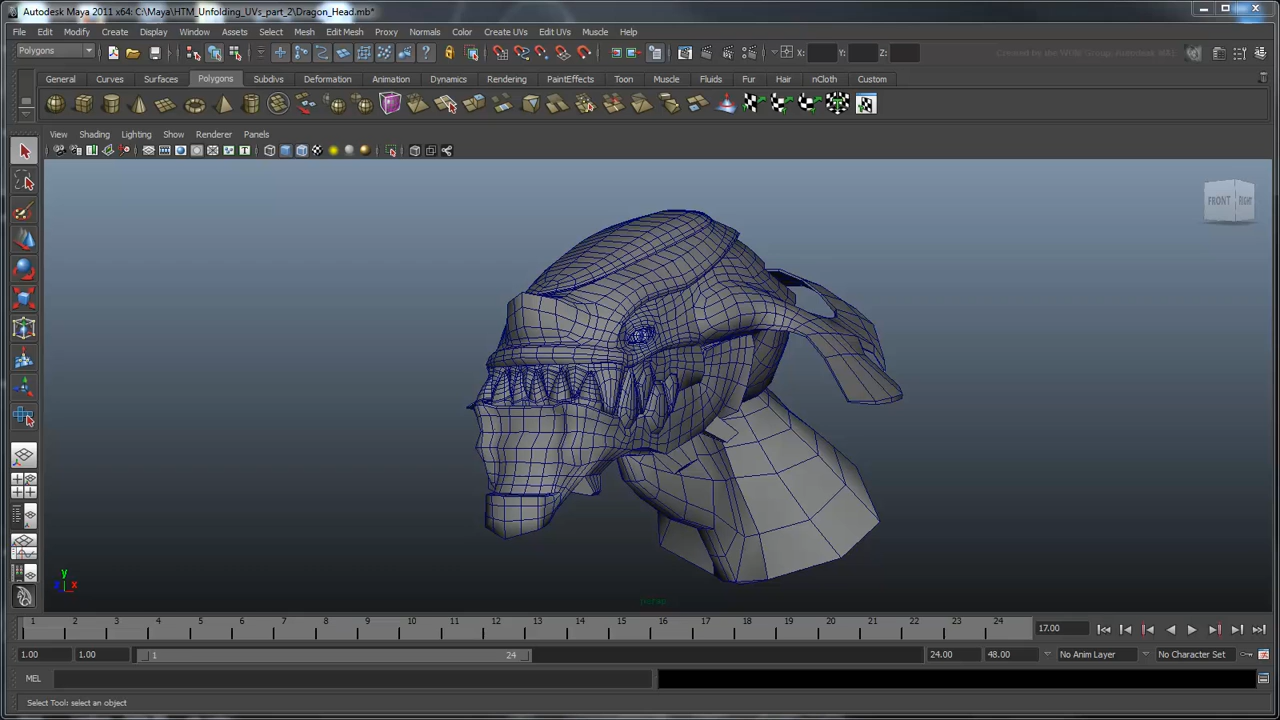 Autodesk Maya 2011 x64: C:\Maya\HTM_Unfolding_UVs_part_2\Dragon_Head.mb*
File Edit Modify Create Display Window Assets Select Mesh Edit Mesh Proxy Normals Color Create UVs Edit UVs Muscle Help
Polygons X: Y: Z:
General Curves Surfaces Polygons Subdivs Deformation Animation Dynamics Rendering PaintEffects Toon Muscle Fluids Fur Hair nCloth Custom
View Shading Lighting Show Renderer Panels
FRONT RIGHT
y
x
persp
1 2 3 4 5 6 7 8 9 10 11 12 13 14 15 16 17 18 19 20 21 22 23 24 17.00
1.00 1.00 1 24 24.00 48.00 No Anim Layer No Character Set
MEL
Select Tool: select an object